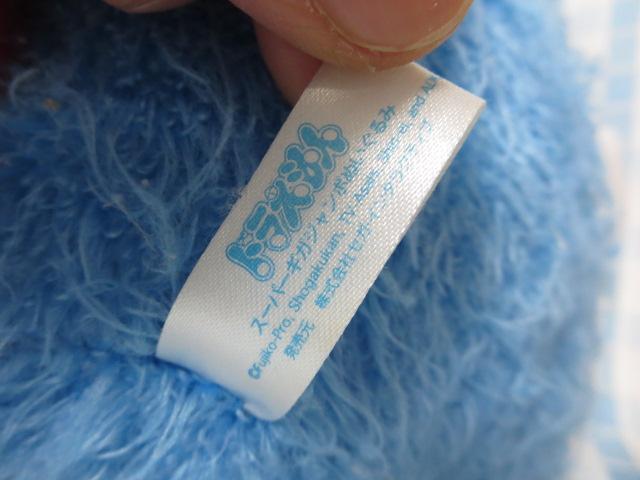 ドラえもん
スーパーギガジャンボぬいぐるみ
©Fujiko-Pro, Shogakukan, TV-Asahi, Shin-ei, and ADK
発売元 株式会社セガ・インタラクティブ